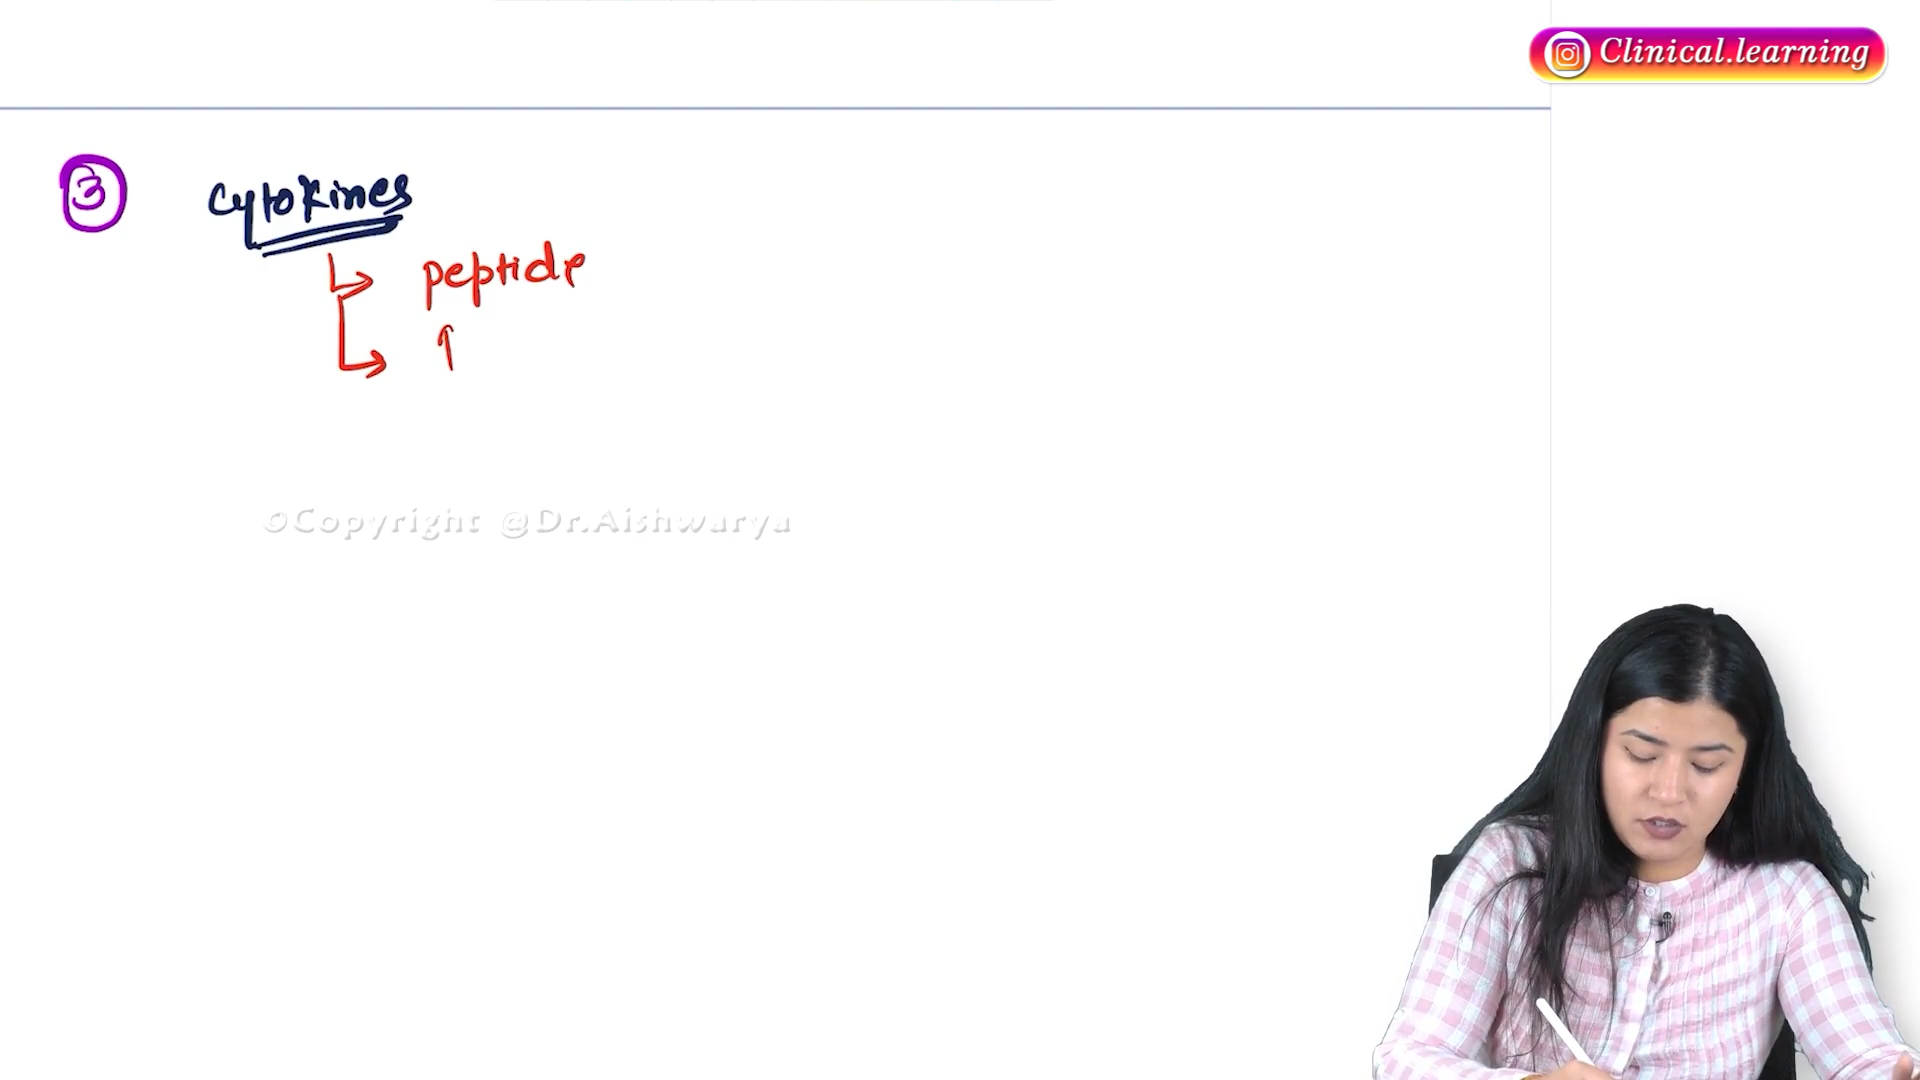 Clinical.learning
3 Cytokines
peptide
↑
©Copyright @Dr.Aishwarya